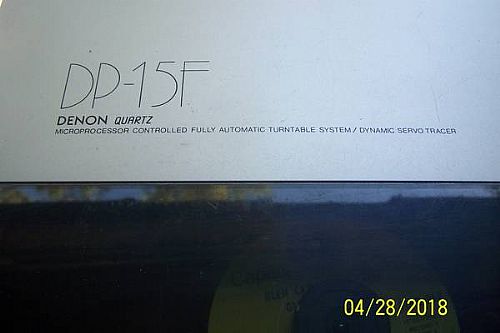 DP-15F
DENON QUARTZ
MICROPROCESSOR CONTROLLED FULLY AUTOMATIC TURNTABLE SYSTEM / DYNAMIC SERVO TRACER
04/28/2018